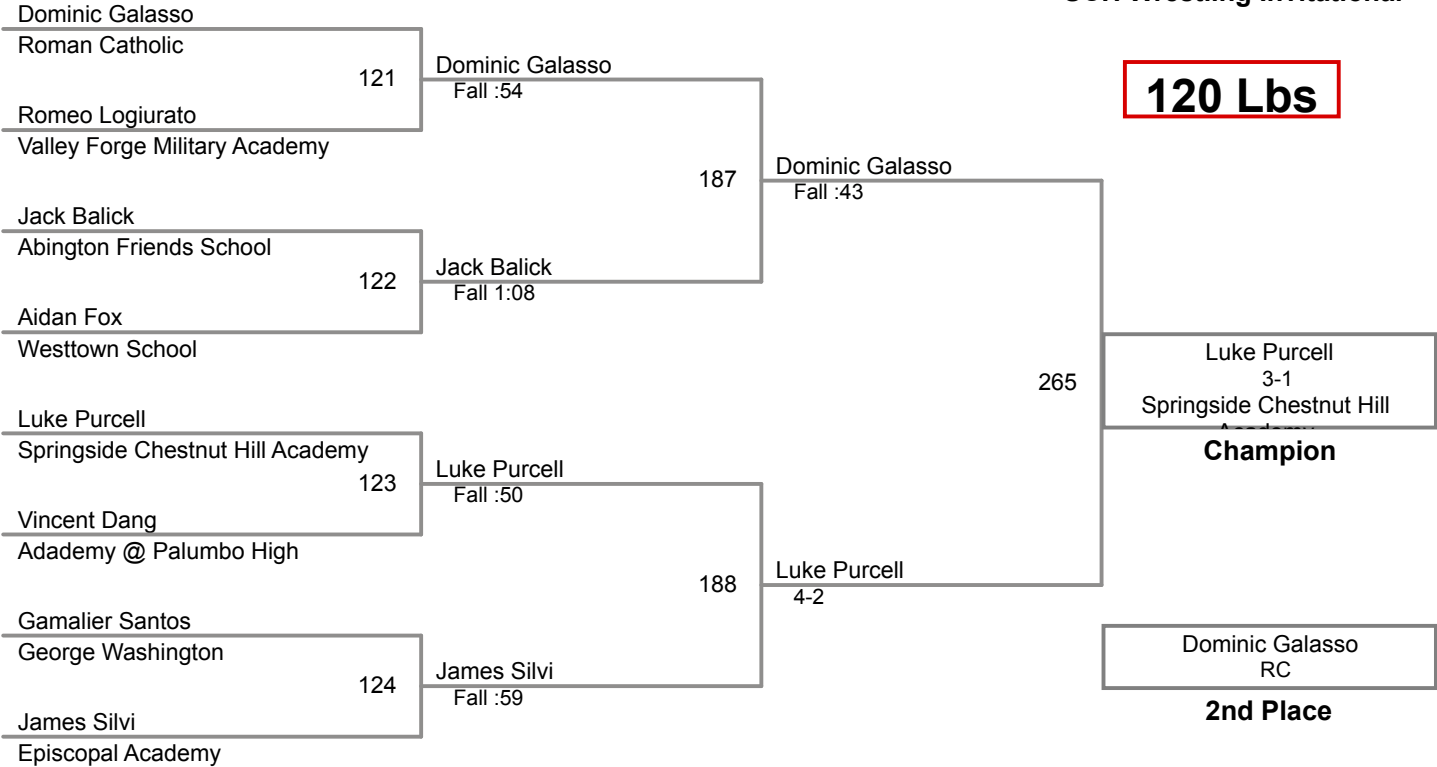 Wrestling Invitational
120 Lbs
Dominic Galasso
Roman Catholic
121
Romeo Logiurato
Valley Forge Military Academy
Dominic Galasso
Fall :54
187
Jack Balick
Abington Friends School
122
Aidan Fox
Westtown School
Jack Balick
Fall 1:08
Dominic Galasso
Fall :43
265
Luke Purcell
Springside Chestnut Hill Academy
123
Vincent Dang
Adademy @ Palumbo High
Luke Purcell
Fall :50
188
Gamalier Santos
George Washington
124
James Silvi
Episcopal Academy
James Silvi
Fall :59
Luke Purcell
4-2
Luke Purcell
3-1
Springside Chestnut Hill
Academy
Champion
Dominic Galasso
RC
2nd Place